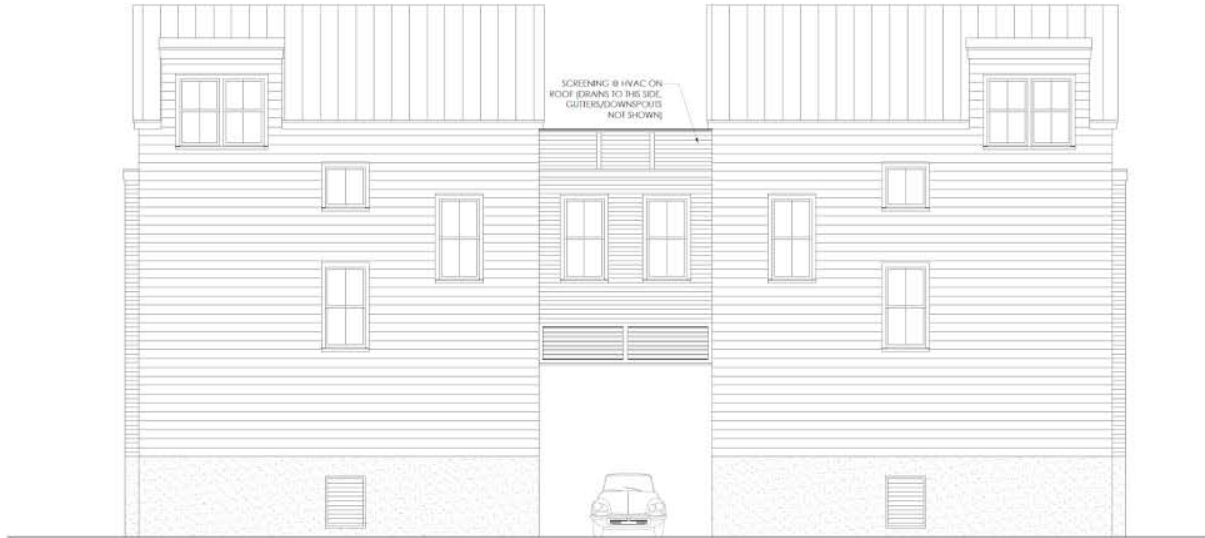 SCREENING @ HVAC ON
ROOF (DRAINS TO THIS SIDE,
GUTTERS/DOWNSPOUTS
NOT SHOWN)